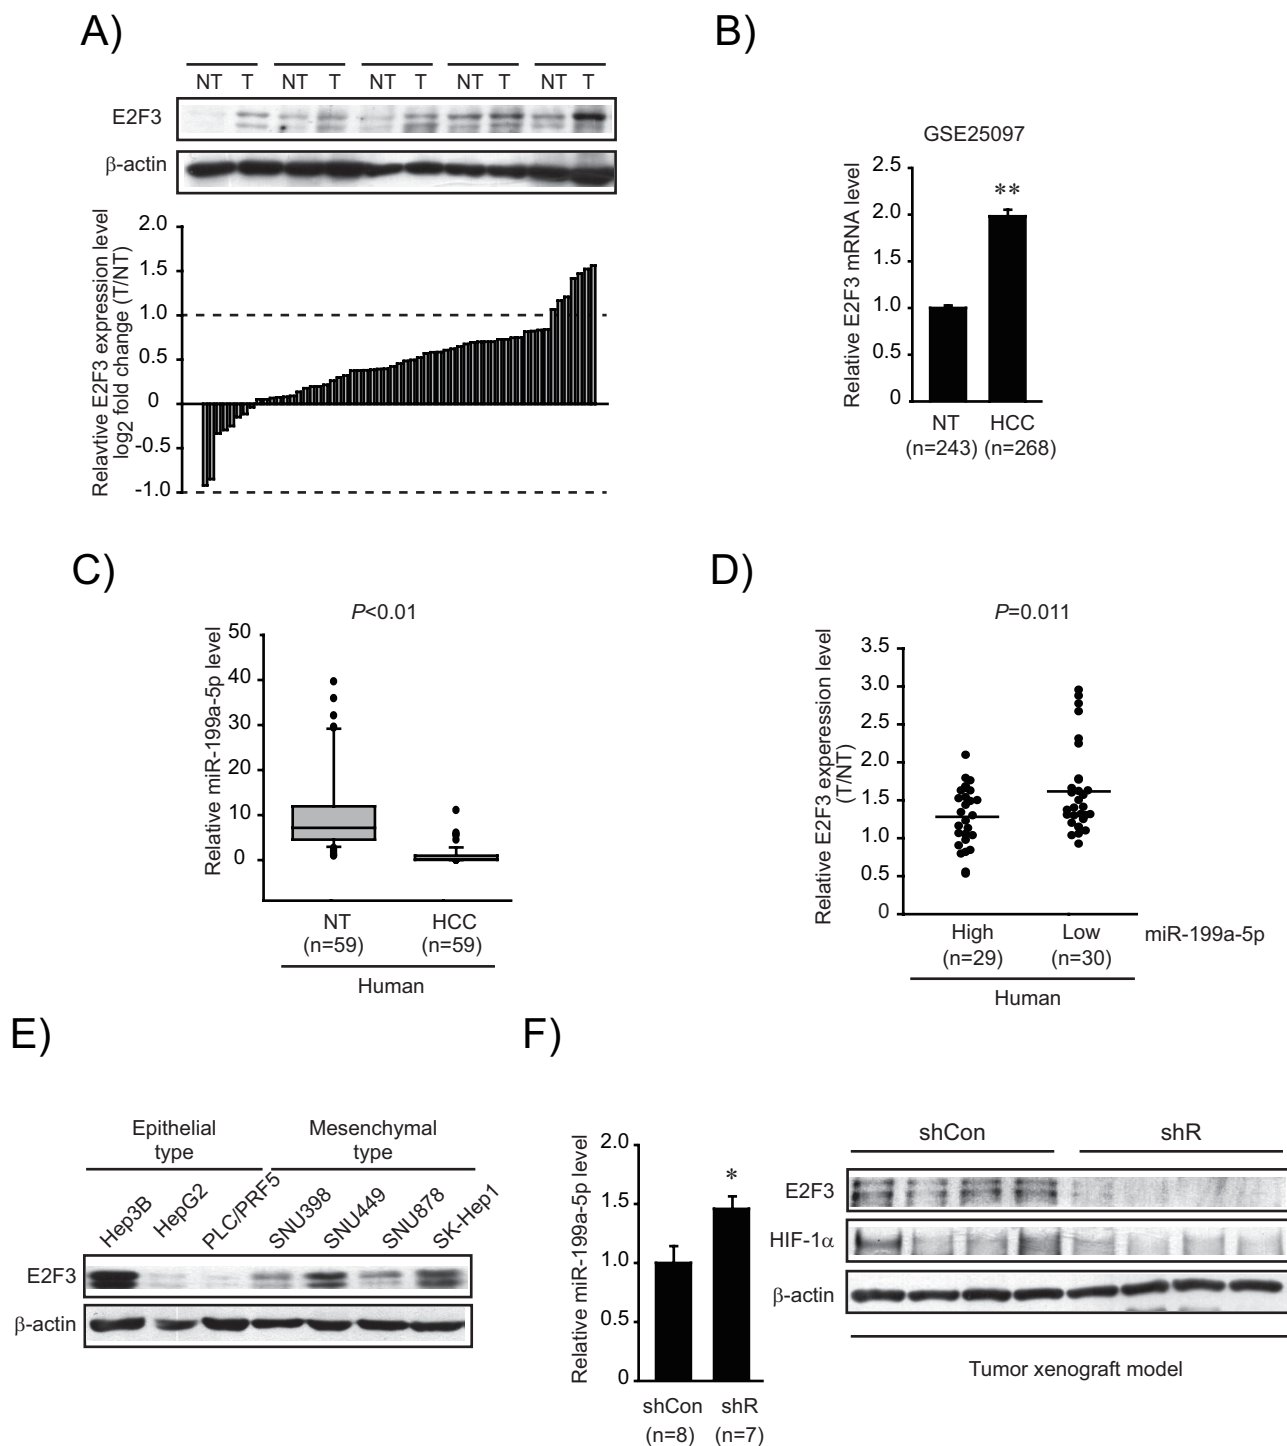 A)
NT T NT T NT T NT T NT T
E2F3
β-actin
Relavtive E2F3 expression level
log2 fold change (T/NT)
2.0
1.5
1.0
0.5
0
-0.5
-1.0
B)
GSE25097
Relative E2F3 mRNA level
2.5
2.0
1.5
1.0
0.5
0
**
NT HCC
(n=243) (n=268)
C)
P<0.01
Relative miR-199a-5p level
50
40
30
20
10
0
NT HCC
(n=59) (n=59)
Human
D)
P=0.011
Relative E2F3 experession level
(T/NT)
3.5
3.0
2.5
2.0
1.5
1.0
0.5
0
High Low miR-199a-5p
(n=29) (n=30)
Human
E)
Epithelial Mesenchymal
type type
Hep3B HepG2 PLC/PRF5 SNU398 SNU449 SNU878 SK-Hep1
E2F3
β-actin
F)
Relative miR-199a-5p level
2.0
1.5
1.0
0.5
0
*
shCon shR
(n=8) (n=7)
shCon shR
E2F3
HIF-1α
β-actin
Tumor xenograft model